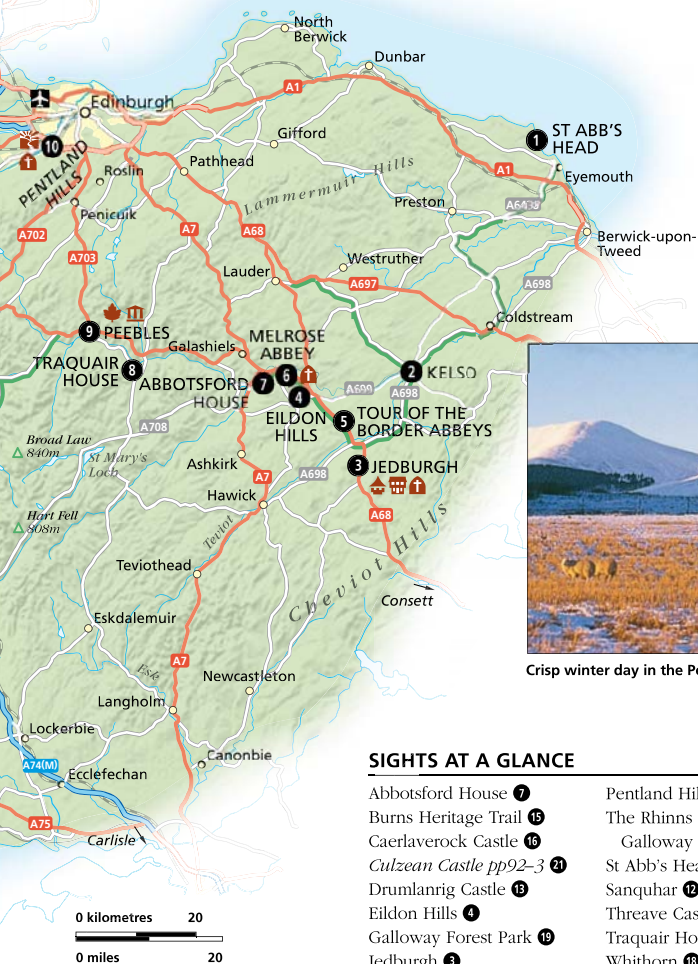 North
Berwick
Dunbar
A1
Edinburgh
Gifford
1
ST ABB'S
HEAD
10
PENTLAND
HILLS
Roslin
Pathhead
Lammermuir Hills
A1
Eyemouth
Penicuik
Preston
A702
A7
A68
Berwick-upon-
Tweed
A703
Westruther
Lauder
A697
A698
Coldstream
9
PEEBLES
MELROSE
ABBEY
Galashiels
TRAQUAIR
HOUSE
8
ABBOTSFORD
HOUSE
7
6
2
KELSO
A699
A698
4
EILDON
HILLS
5
TOUR OF THE
BORDER ABBEYS
A708
Broad Law
840m
St Mary's
Loch
Ashkirk
A7
A698
3
JEDBURGH
Hawick
A68
Hart Fell
808m
Teviot
Cheviot Hills
Teviothead
Consett
Eskdalemuir
A7
Esk
Newcastleton
Langholm
Lockerbie
Canonbie
A74(M)
Ecclefechan
A75
Carlisle
0 kilometres 20
0 miles 20
Crisp winter day in the
SIGHTS AT A GLANCE
Abbotsford House 7
Burns Heritage Trail 15
Caerlaverock Castle 16
Culzean Castle pp92–3 21
Drumlanrig Castle 13
Eildon Hills 4
Galloway Forest Park 19
Jedburgh 3
Pentland
The Rhinns
Galloway
St Abb's
Sanquhar 12
Threave
Traquair
Whithorn 18